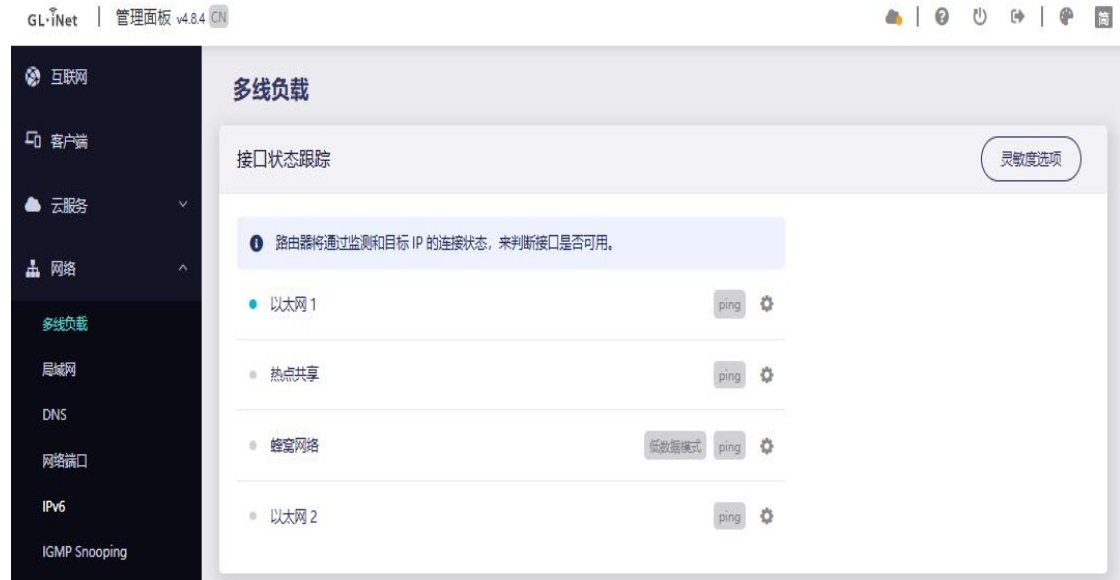 GL·iNet | 管理面板 v4.8.4 CN
简
互联网
客户端
云服务
网络
多线负载
局域网
DNS
网络端口
IPv6
IGMP Snooping
多线负载
接口状态跟踪
灵敏度选项
路由器将通过监测和目标 IP 的连接状态，来判断接口是否可用。
以太网 1 ping
热点共享 ping
蜂窝网络 低数据模式 ping
以太网 2 ping